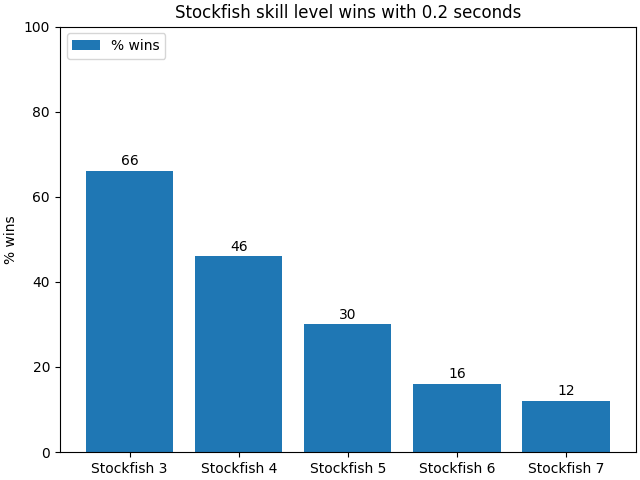 Stockfish skill level wins with 0.2 seconds
% wins
100
80
60
40
20
0
% wins
66
46
30
16
12
Stockfish 3
Stockfish 4
Stockfish 5
Stockfish 6
Stockfish 7